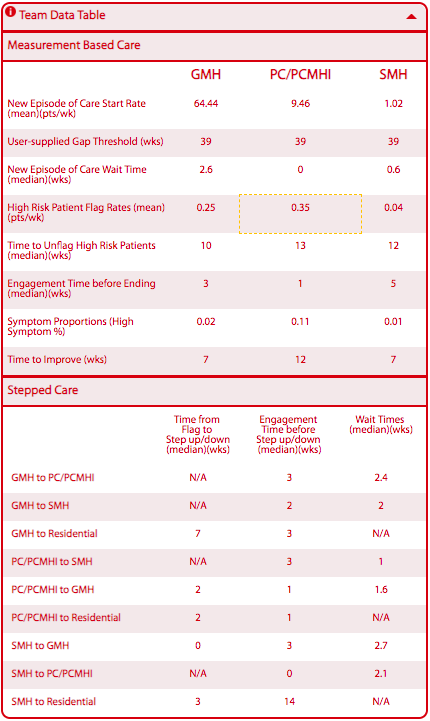 Team Data Table
Measurement Based Care
GMH PC/PCMHI SMH
New Episode of Care Start Rate
(mean)(pts/wk) 64.44 9.46 1.02
User-supplied Gap Threshold (wks) 39 39 39
New Episode of Care Wait Time
(median)(wks) 2.6 0 0.6
High Risk Patient Flag Rates (mean)
(pts/wk) 0.25 0.35 0.04
Time to Unflag High Risk Patients
(median)(wks) 10 13 12
Engagement Time before Ending
(median)(wks) 3 1 5
Symptom Proportions (High
Symptom %) 0.02 0.11 0.01
Time to Improve (wks) 7 12 7
Stepped Care
Time from Engagement Wait Times
Flag to Time before (median)(wks)
Step up/down Step up/down
(median)(wks) (median)(wks)
GMH to PC/PCMHI N/A 3 2.4
GMH to SMH N/A 2 2
GMH to Residential 7 3 N/A
PC/PCMHI to SMH N/A 3 1
PC/PCMHI to GMH 2 1 1.6
PC/PCMHI to Residential 2 1 N/A
SMH to GMH 0 3 2.7
SMH to PC/PCMHI N/A 0 2.1
SMH to Residential 3 14 N/A